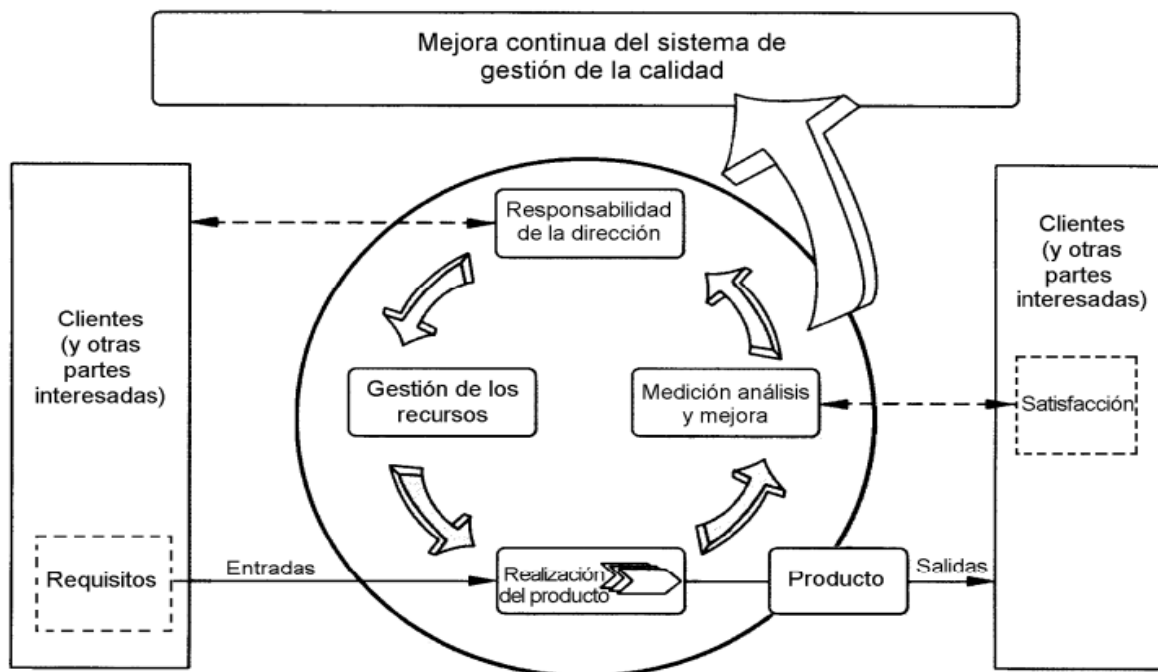 Mejora continua del sistema de
gestión de la calidad
Responsabilidad
de la dirección
Clientes
(y otras
partes
interesadas)
Clientes
(y otras
partes
interesadas)
Gestión de los
recursos
Medición análisis
y mejora
Satisfacción
Requisitos
Entradas
Realización
del producto
Producto
Salidas